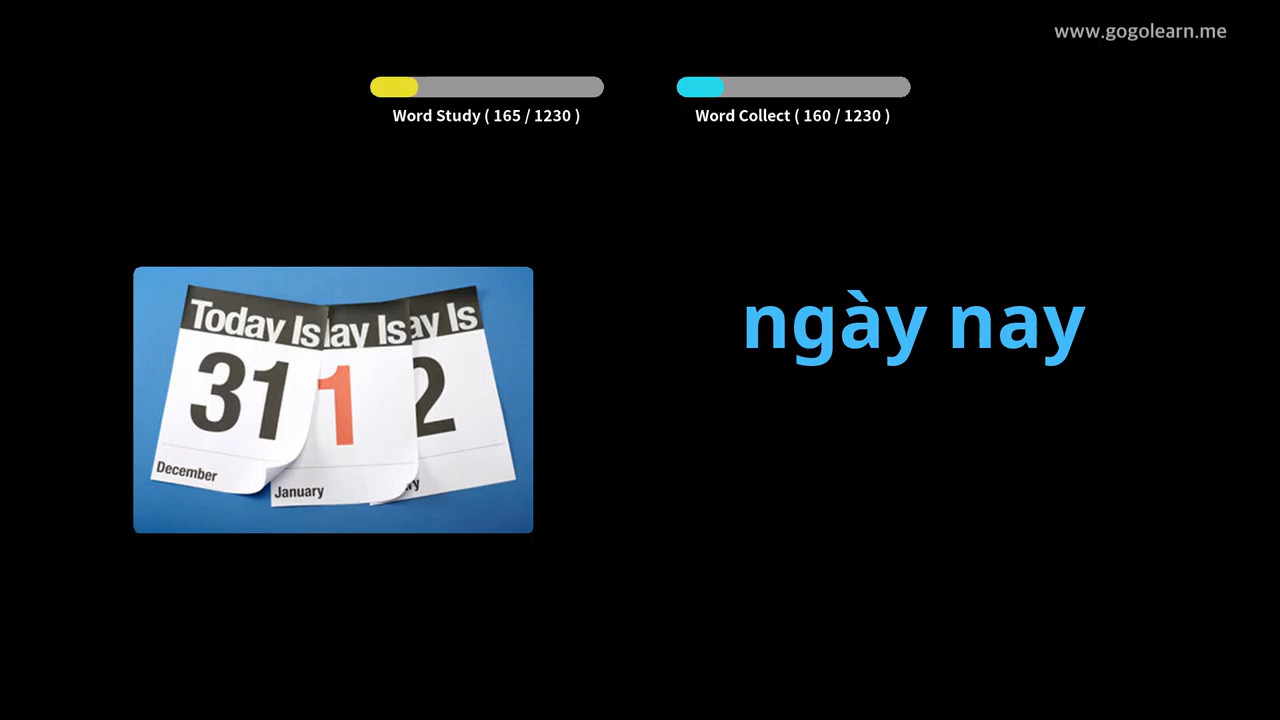 www.gogolearn.me
Word Study ( 165 / 1230 )
Word Collect ( 160 / 1230 )
Today Is
ay Is
ay Is
31
1
2
December
January
ry
ngày nay